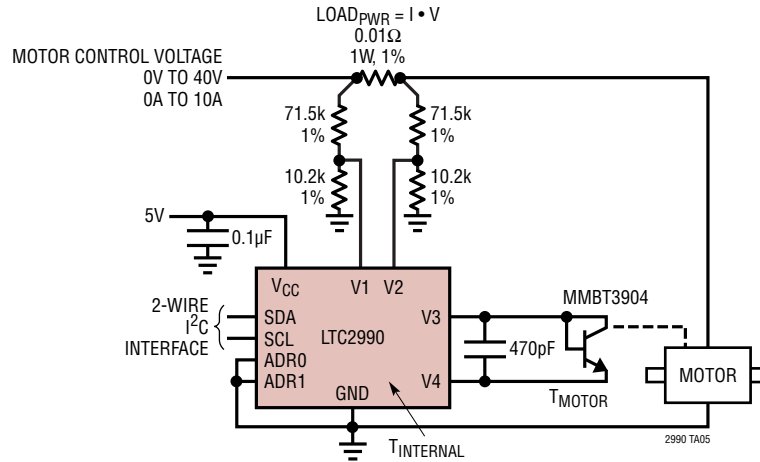 LOADPWR = I • V
0.01Ω
1W, 1%
MOTOR CONTROL VOLTAGE
0V TO 40V
0A TO 10A
71.5k
1%
71.5k
1%
10.2k
1%
10.2k
1%
5V
0.1µF
VCC
V1
V2
2-WIRE
I²C
INTERFACE
SDA
SCL
ADR0
ADR1
LTC2990
GND
V3
V4
470pF
MMBT3904
TMOTOR
MOTOR
TINTERNAL
2990 TA05